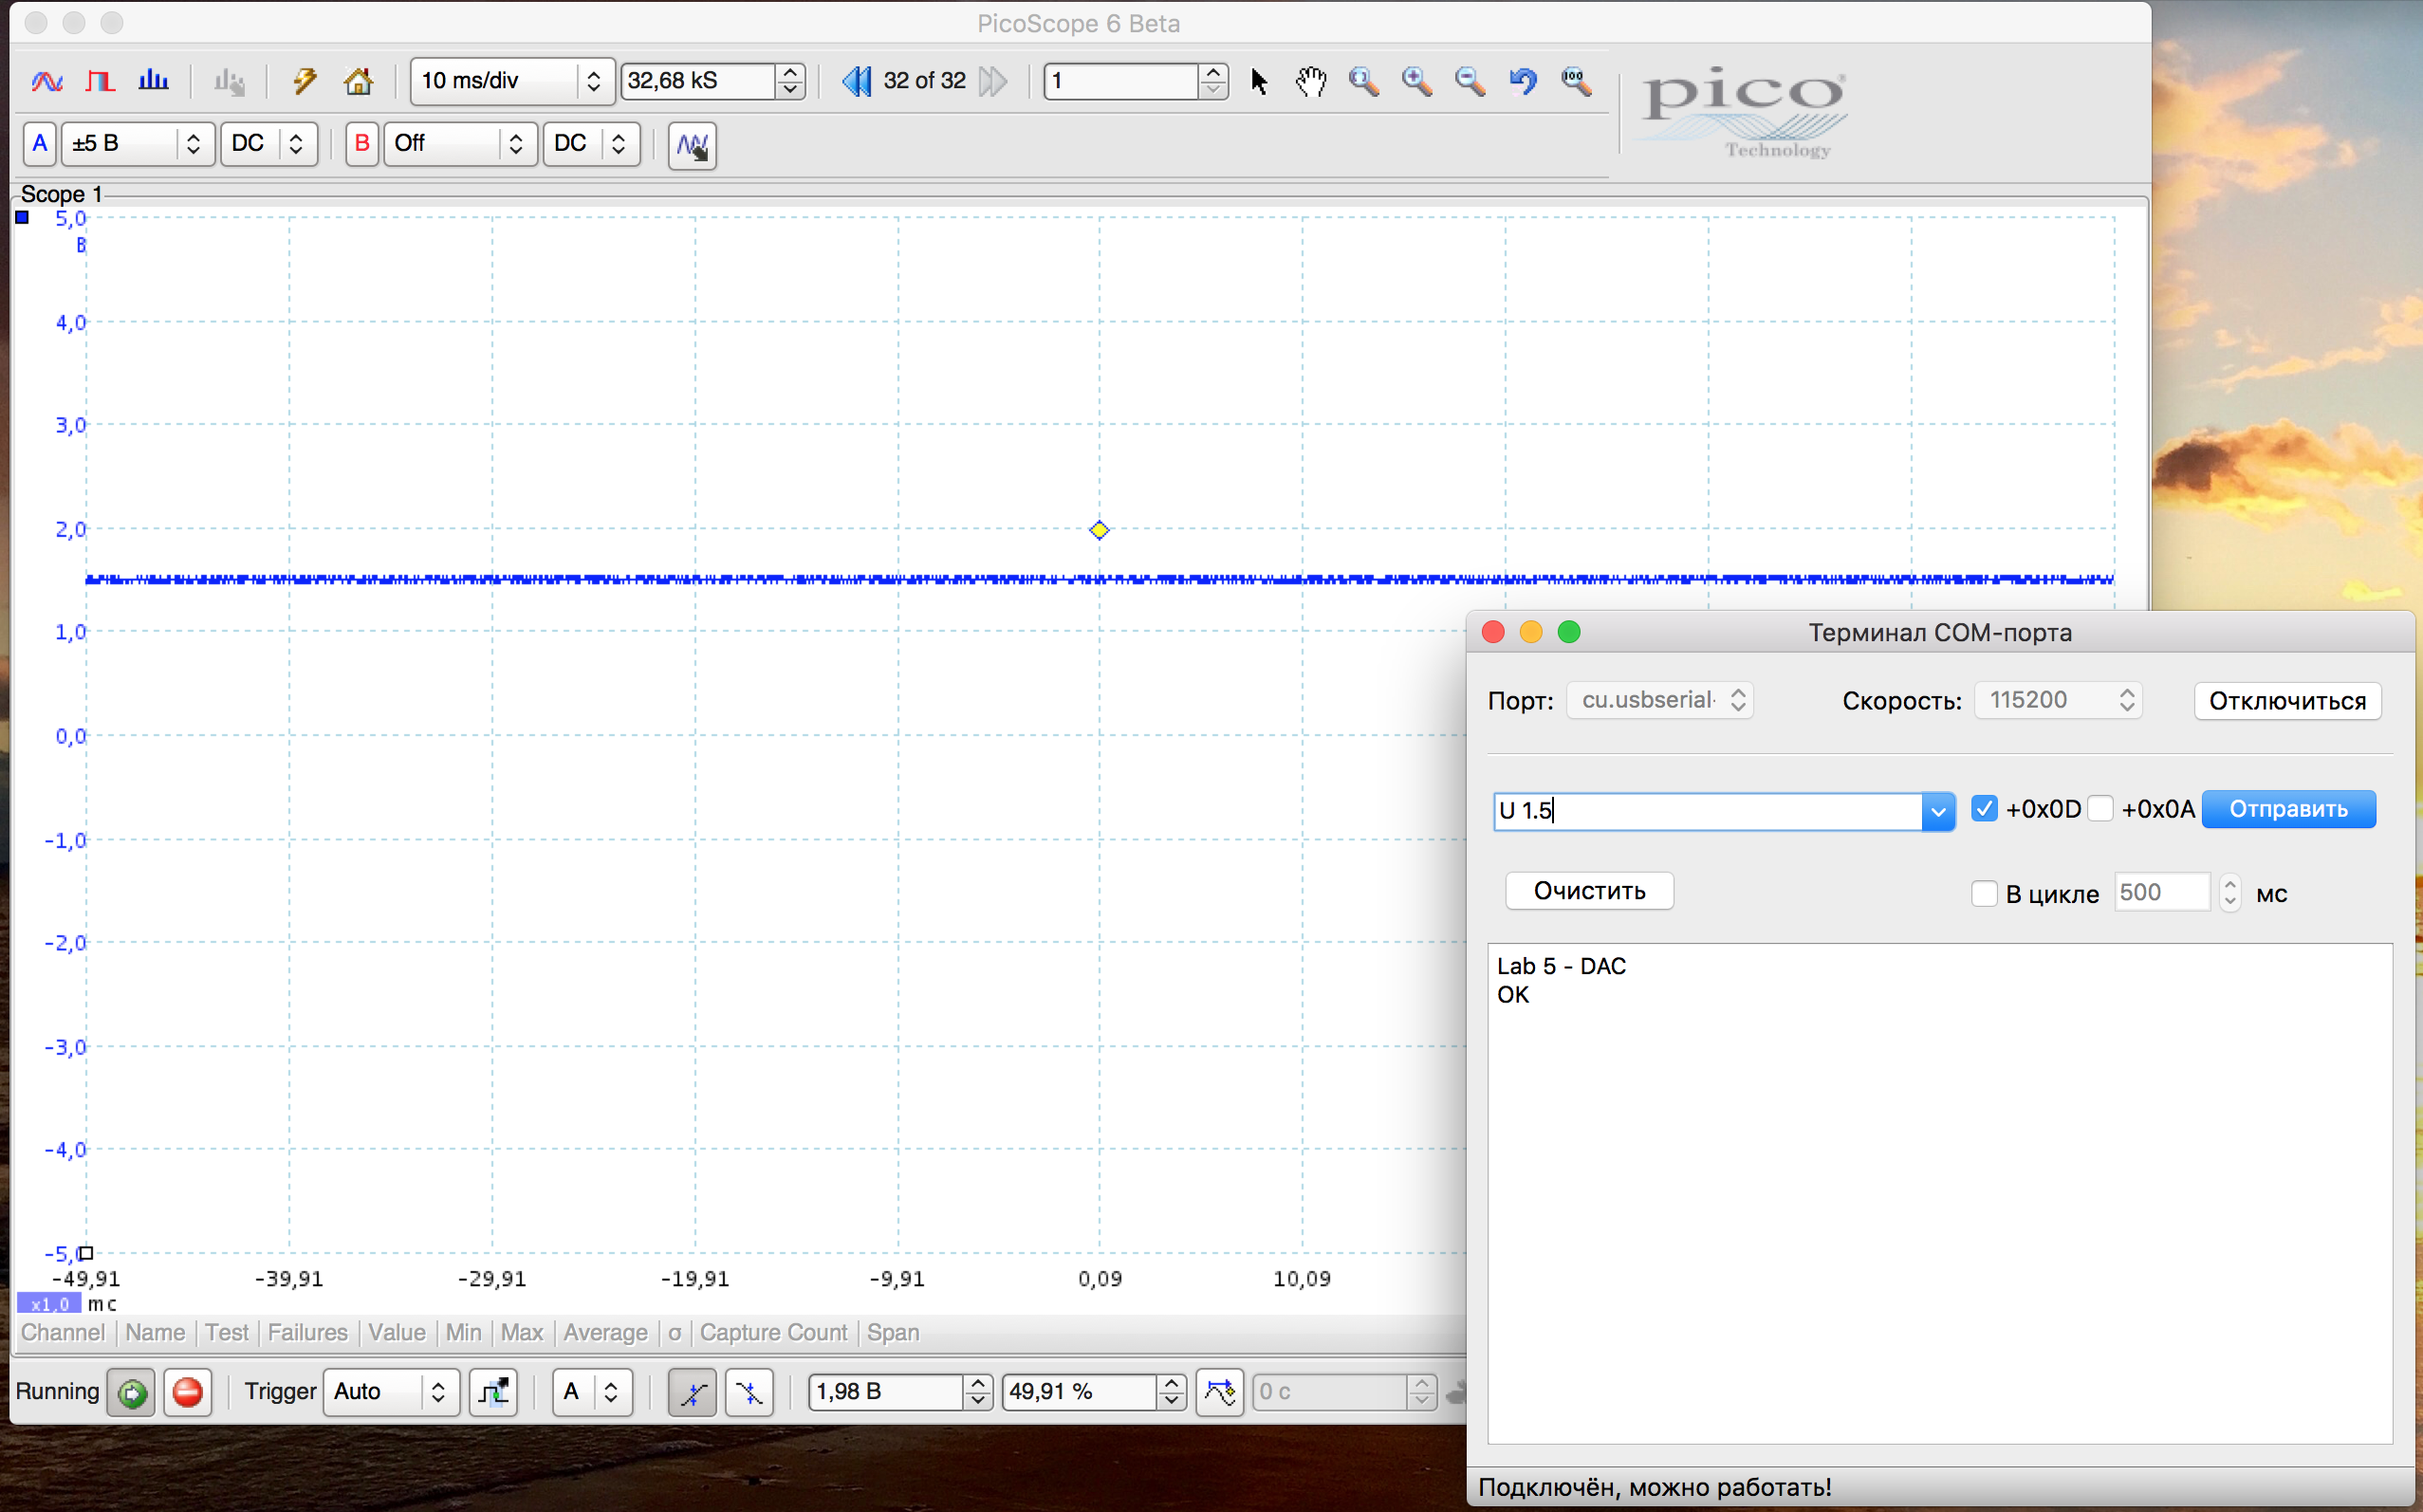 PicoScope 6 Beta
10 ms/div 32,68 kS 32 of 32 1
pico
Technology
A ±5 В DC B Off DC
Scope 1
5,0
В
4,0
3,0
2,0
1,0
0,0
-1,0
-2,0
-3,0
-4,0
-5,0
-49,91 -39,91 -29,91 -19,91 -9,91 0,09 10,09
x1,0 мс
Channel Name Test Failures Value Min Max Average σ Capture Count Span
Running Trigger Auto A 1,98 В 49,91 % 0 с
Терминал COM-порта
Порт: cu.usbserial- Скорость: 115200 Отключиться
U 1.5 +0x0D +0x0A Отправить
Очистить В цикле 500 мс
Lab 5 - DAC
OK
Подключён, можно работать!